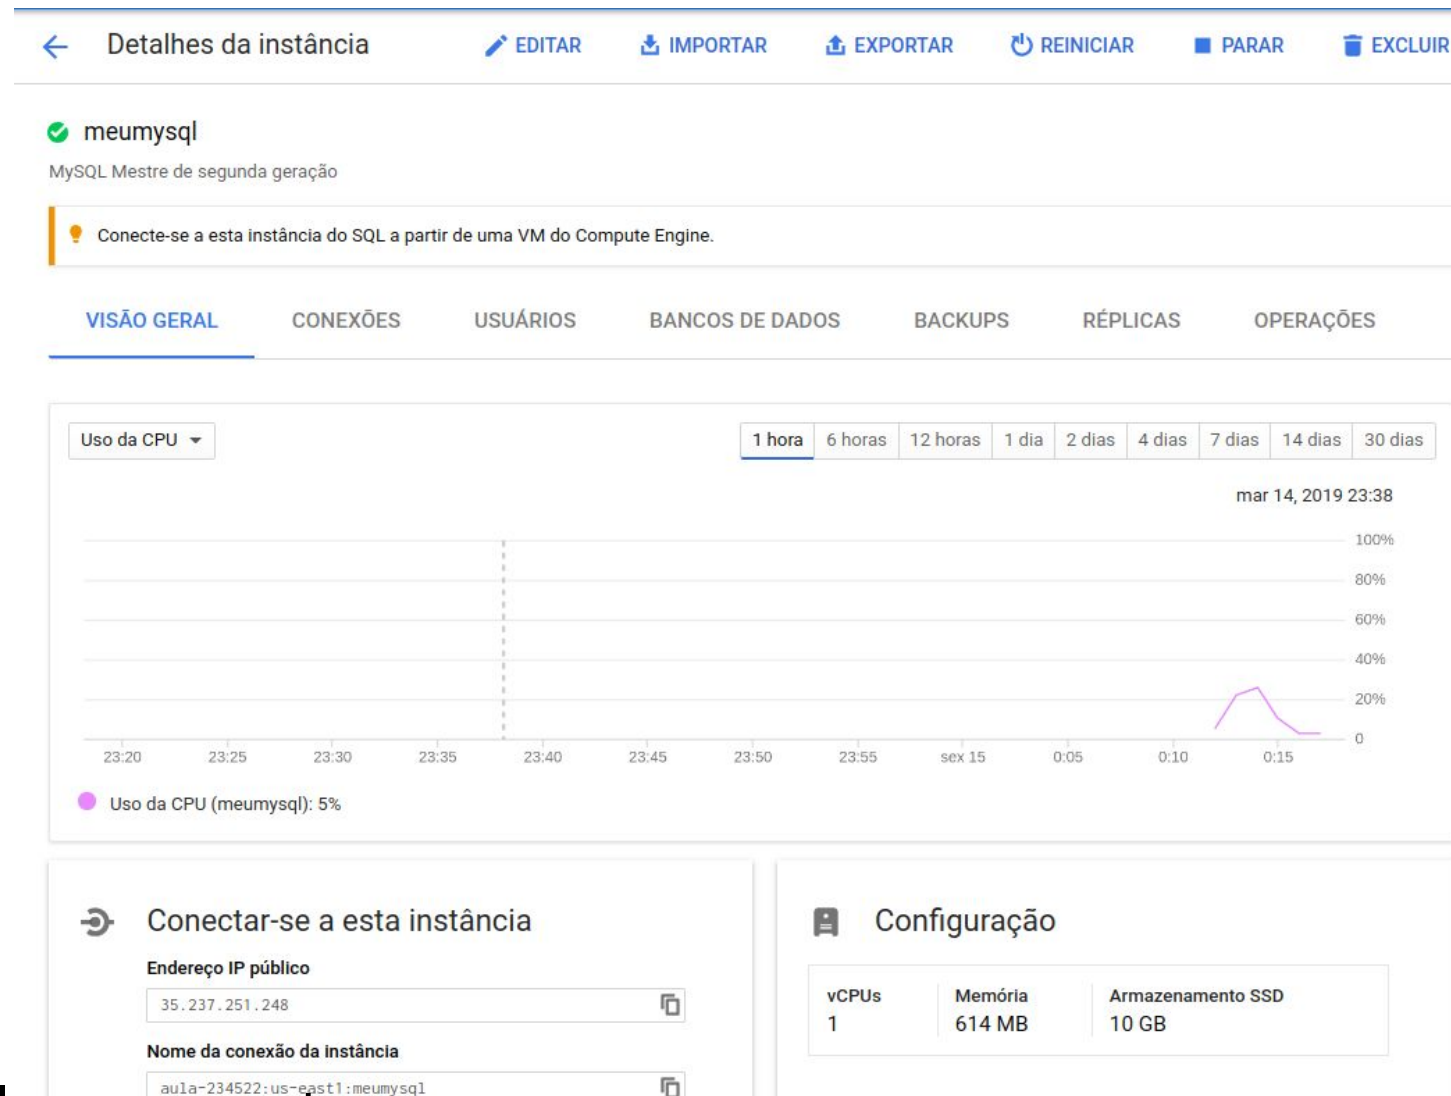 Detalhes da instância EDITAR IMPORTAR EXPORTAR REINICIAR PARAR EXCLUIR
meumysql
MySQL Mestre de segunda geração
Conecte-se a esta instância do SQL a partir de uma VM do Compute Engine.
VISÃO GERAL CONEXÕES USUÁRIOS BANCOS DE DADOS BACKUPS RÉPLICAS OPERAÇÕES
Uso da CPU 1 hora 6 horas 12 horas 1 dia 2 dias 4 dias 7 dias 14 dias 30 dias
mar 14, 2019 23:38
100%
80%
60%
40%
20%
0
23:20 23:25 23:30 23:35 23:40 23:45 23:50 23:55 sex 15 0:05 0:10 0:15
Uso da CPU (meumysql): 5%
Conectar-se a esta instância
Endereço IP público
35.237.251.248
Nome da conexão da instância
aula-234522:us-east1:meumysql
Configuração
vCPUs Memória Armazenamento SSD
1 614 MB 10 GB